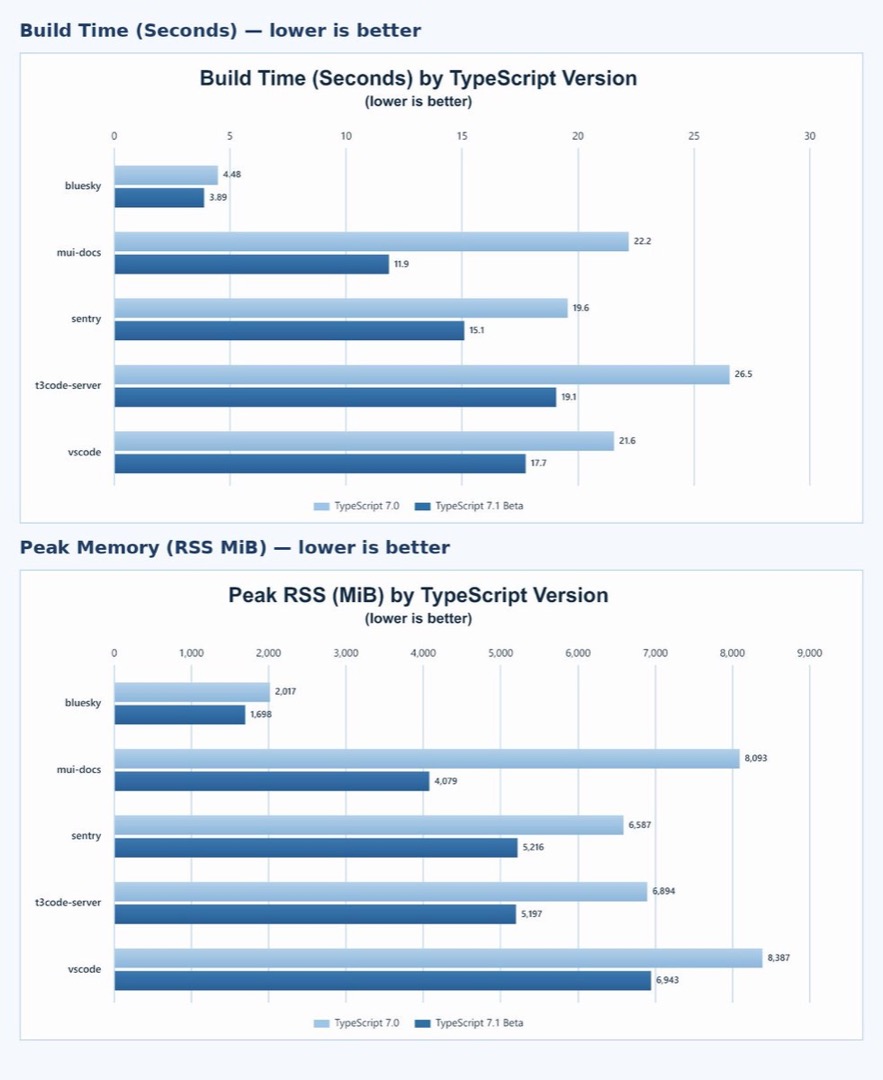 Build Time (Seconds) — lower is better
Build Time (Seconds) by TypeScript Version
(lower is better)
0 5 10 15 20 25 30
bluesky
4.48
3.89
mui-docs
22.2
11.9
sentry
19.6
15.1
t3code-server
26.5
19.1
vscode
21.6
17.7
TypeScript 7.0 TypeScript 7.1 Beta
Peak Memory (RSS MiB) — lower is better
Peak RSS (MiB) by TypeScript Version
(lower is better)
0 1,000 2,000 3,000 4,000 5,000 6,000 7,000 8,000 9,000
bluesky
2,017
1,698
mui-docs
8,093
4,079
sentry
6,587
5,216
t3code-server
6,894
5,197
vscode
8,387
6,943
TypeScript 7.0 TypeScript 7.1 Beta